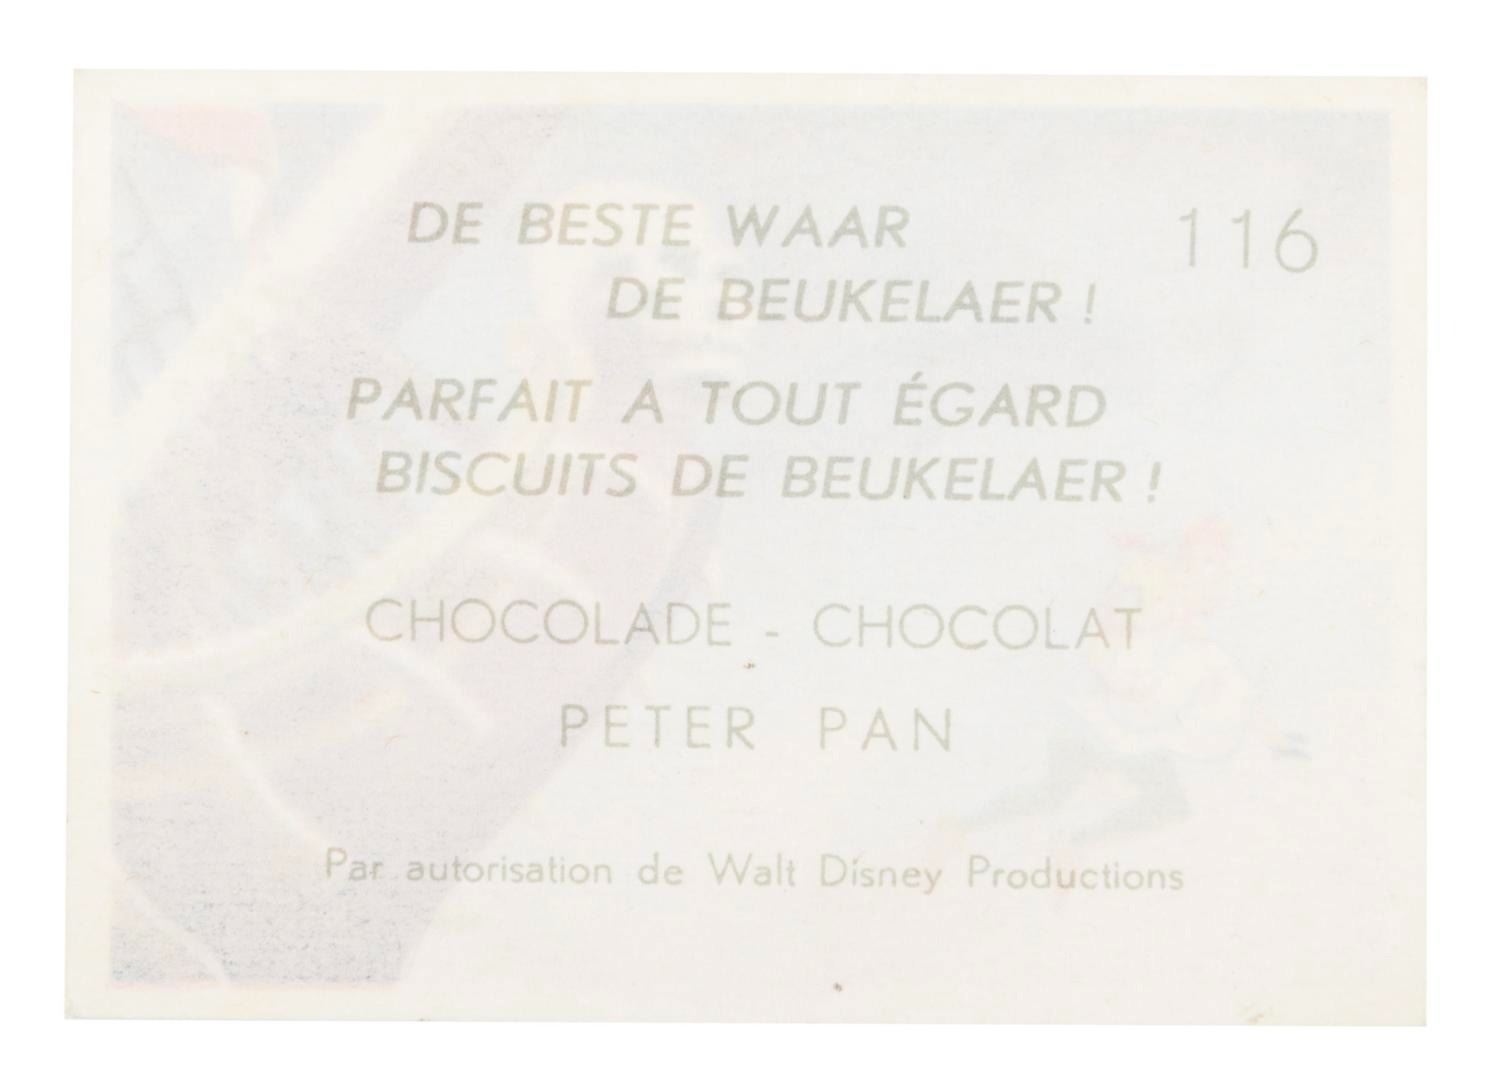 DE BESTE WAAR 116
DE BEUKELAER !
PARFAIT A TOUT ÉGARD
BISCUITS DE BEUKELAER !
CHOCOLADE - CHOCOLAT
PETER PAN
Par autorisation de Walt Disney Productions